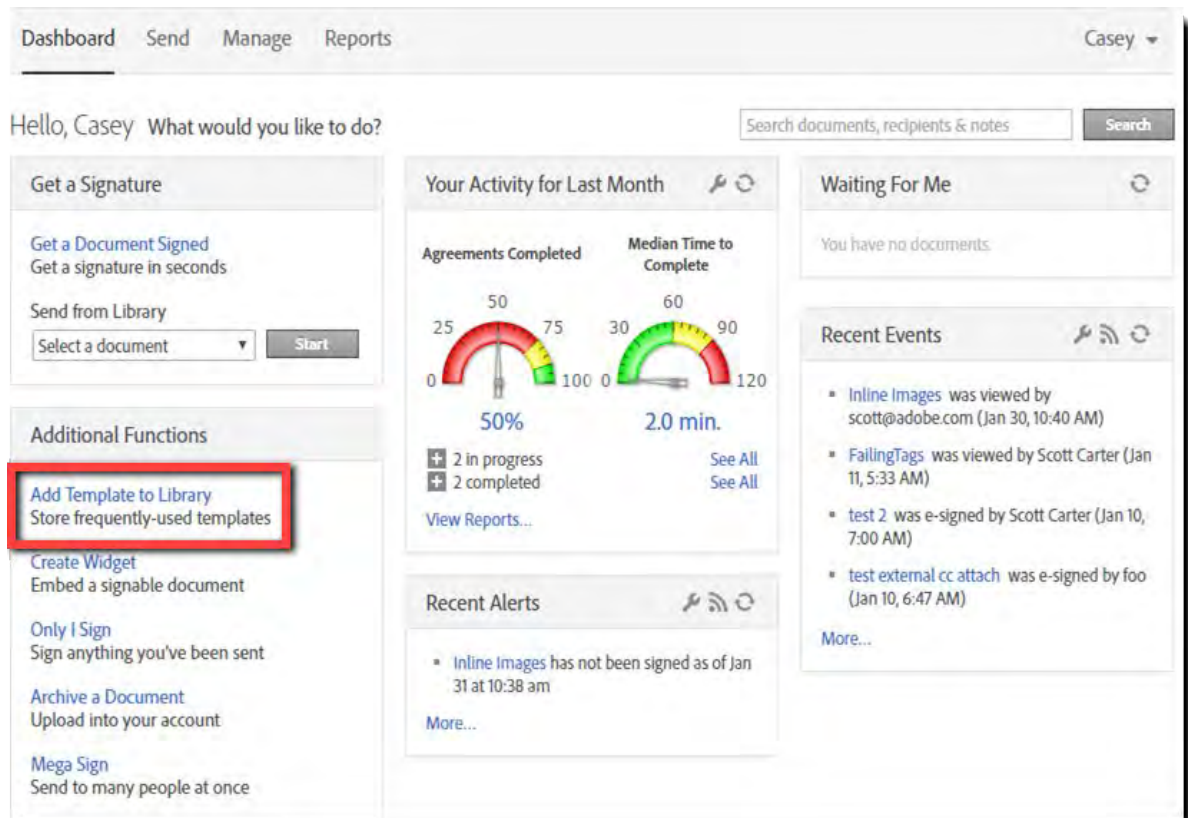 Dashboard Send Manage Reports Casey
Hello, Casey What would you like to do?
Search documents, recipients & notes Search
Get a Signature
Get a Document Signed
Get a signature in seconds
Send from Library
Select a document Start
Additional Functions
Add Template to Library
Store frequently-used templates
Create Widget
Embed a signable document
Only I Sign
Sign anything you've been sent
Archive a Document
Upload into your account
Mega Sign
Send to many people at once
Your Activity for Last Month
Agreements Completed
0 25 50 75 100
50%
Median Time to
Complete
0 30 60 90 120
2.0 min.
2 in progress See All
2 completed See All
View Reports...
Recent Alerts
Inline Images has not been signed as of Jan
31 at 10:38 am
More...
Waiting For Me
You have no documents.
Recent Events
Inline Images was viewed by
scott@adobe.com (Jan 30, 10:40 AM)
FailingTags was viewed by Scott Carter (Jan
11, 5:33 AM)
test 2 was e-signed by Scott Carter (Jan 10,
7:00 AM)
test external cc attach was e-signed by foo
(Jan 10, 6:47 AM)
More...